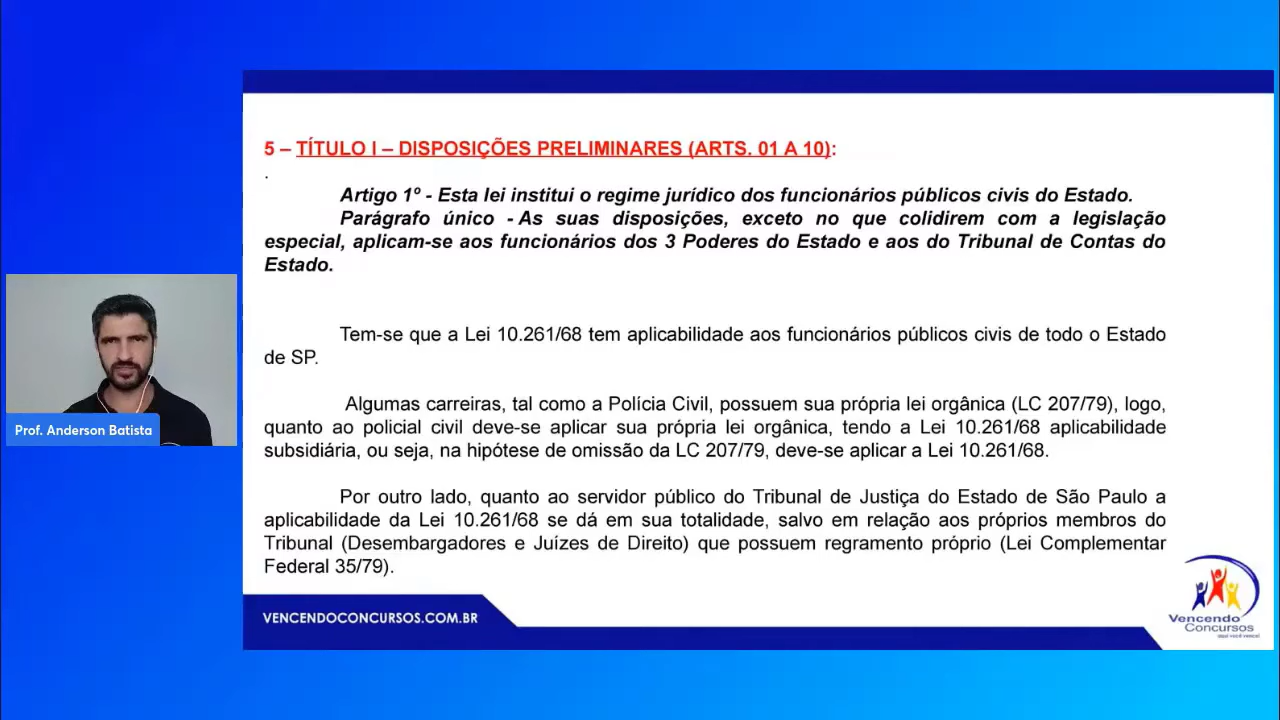 5 – TÍTULO I – DISPOSIÇÕES PRELIMINARES (ARTS. 01 A 10):
.
Artigo 1º - Esta lei institui o regime jurídico dos funcionários públicos civis do Estado.
Parágrafo único - As suas disposições, exceto no que colidirem com a legislação
especial, aplicam-se aos funcionários dos 3 Poderes do Estado e aos do Tribunal de Contas do
Estado.
Tem-se que a Lei 10.261/68 tem aplicabilidade aos funcionários públicos civis de todo o Estado
de SP.
Algumas carreiras, tal como a Polícia Civil, possuem sua própria lei orgânica (LC 207/79), logo,
quanto ao policial civil deve-se aplicar sua própria lei orgânica, tendo a Lei 10.261/68 aplicabilidade
subsidiária, ou seja, na hipótese de omissão da LC 207/79, deve-se aplicar a Lei 10.261/68.
Por outro lado, quanto ao servidor público do Tribunal de Justiça do Estado de São Paulo a
aplicabilidade da Lei 10.261/68 se dá em sua totalidade, salvo em relação aos próprios membros do
Tribunal (Desembargadores e Juízes de Direito) que possuem regramento próprio (Lei Complementar
Federal 35/79).
Prof. Anderson Batista
VENCENDOCONCURSOS.COM.BR
Vencendo
Concursos
aqui você vence!